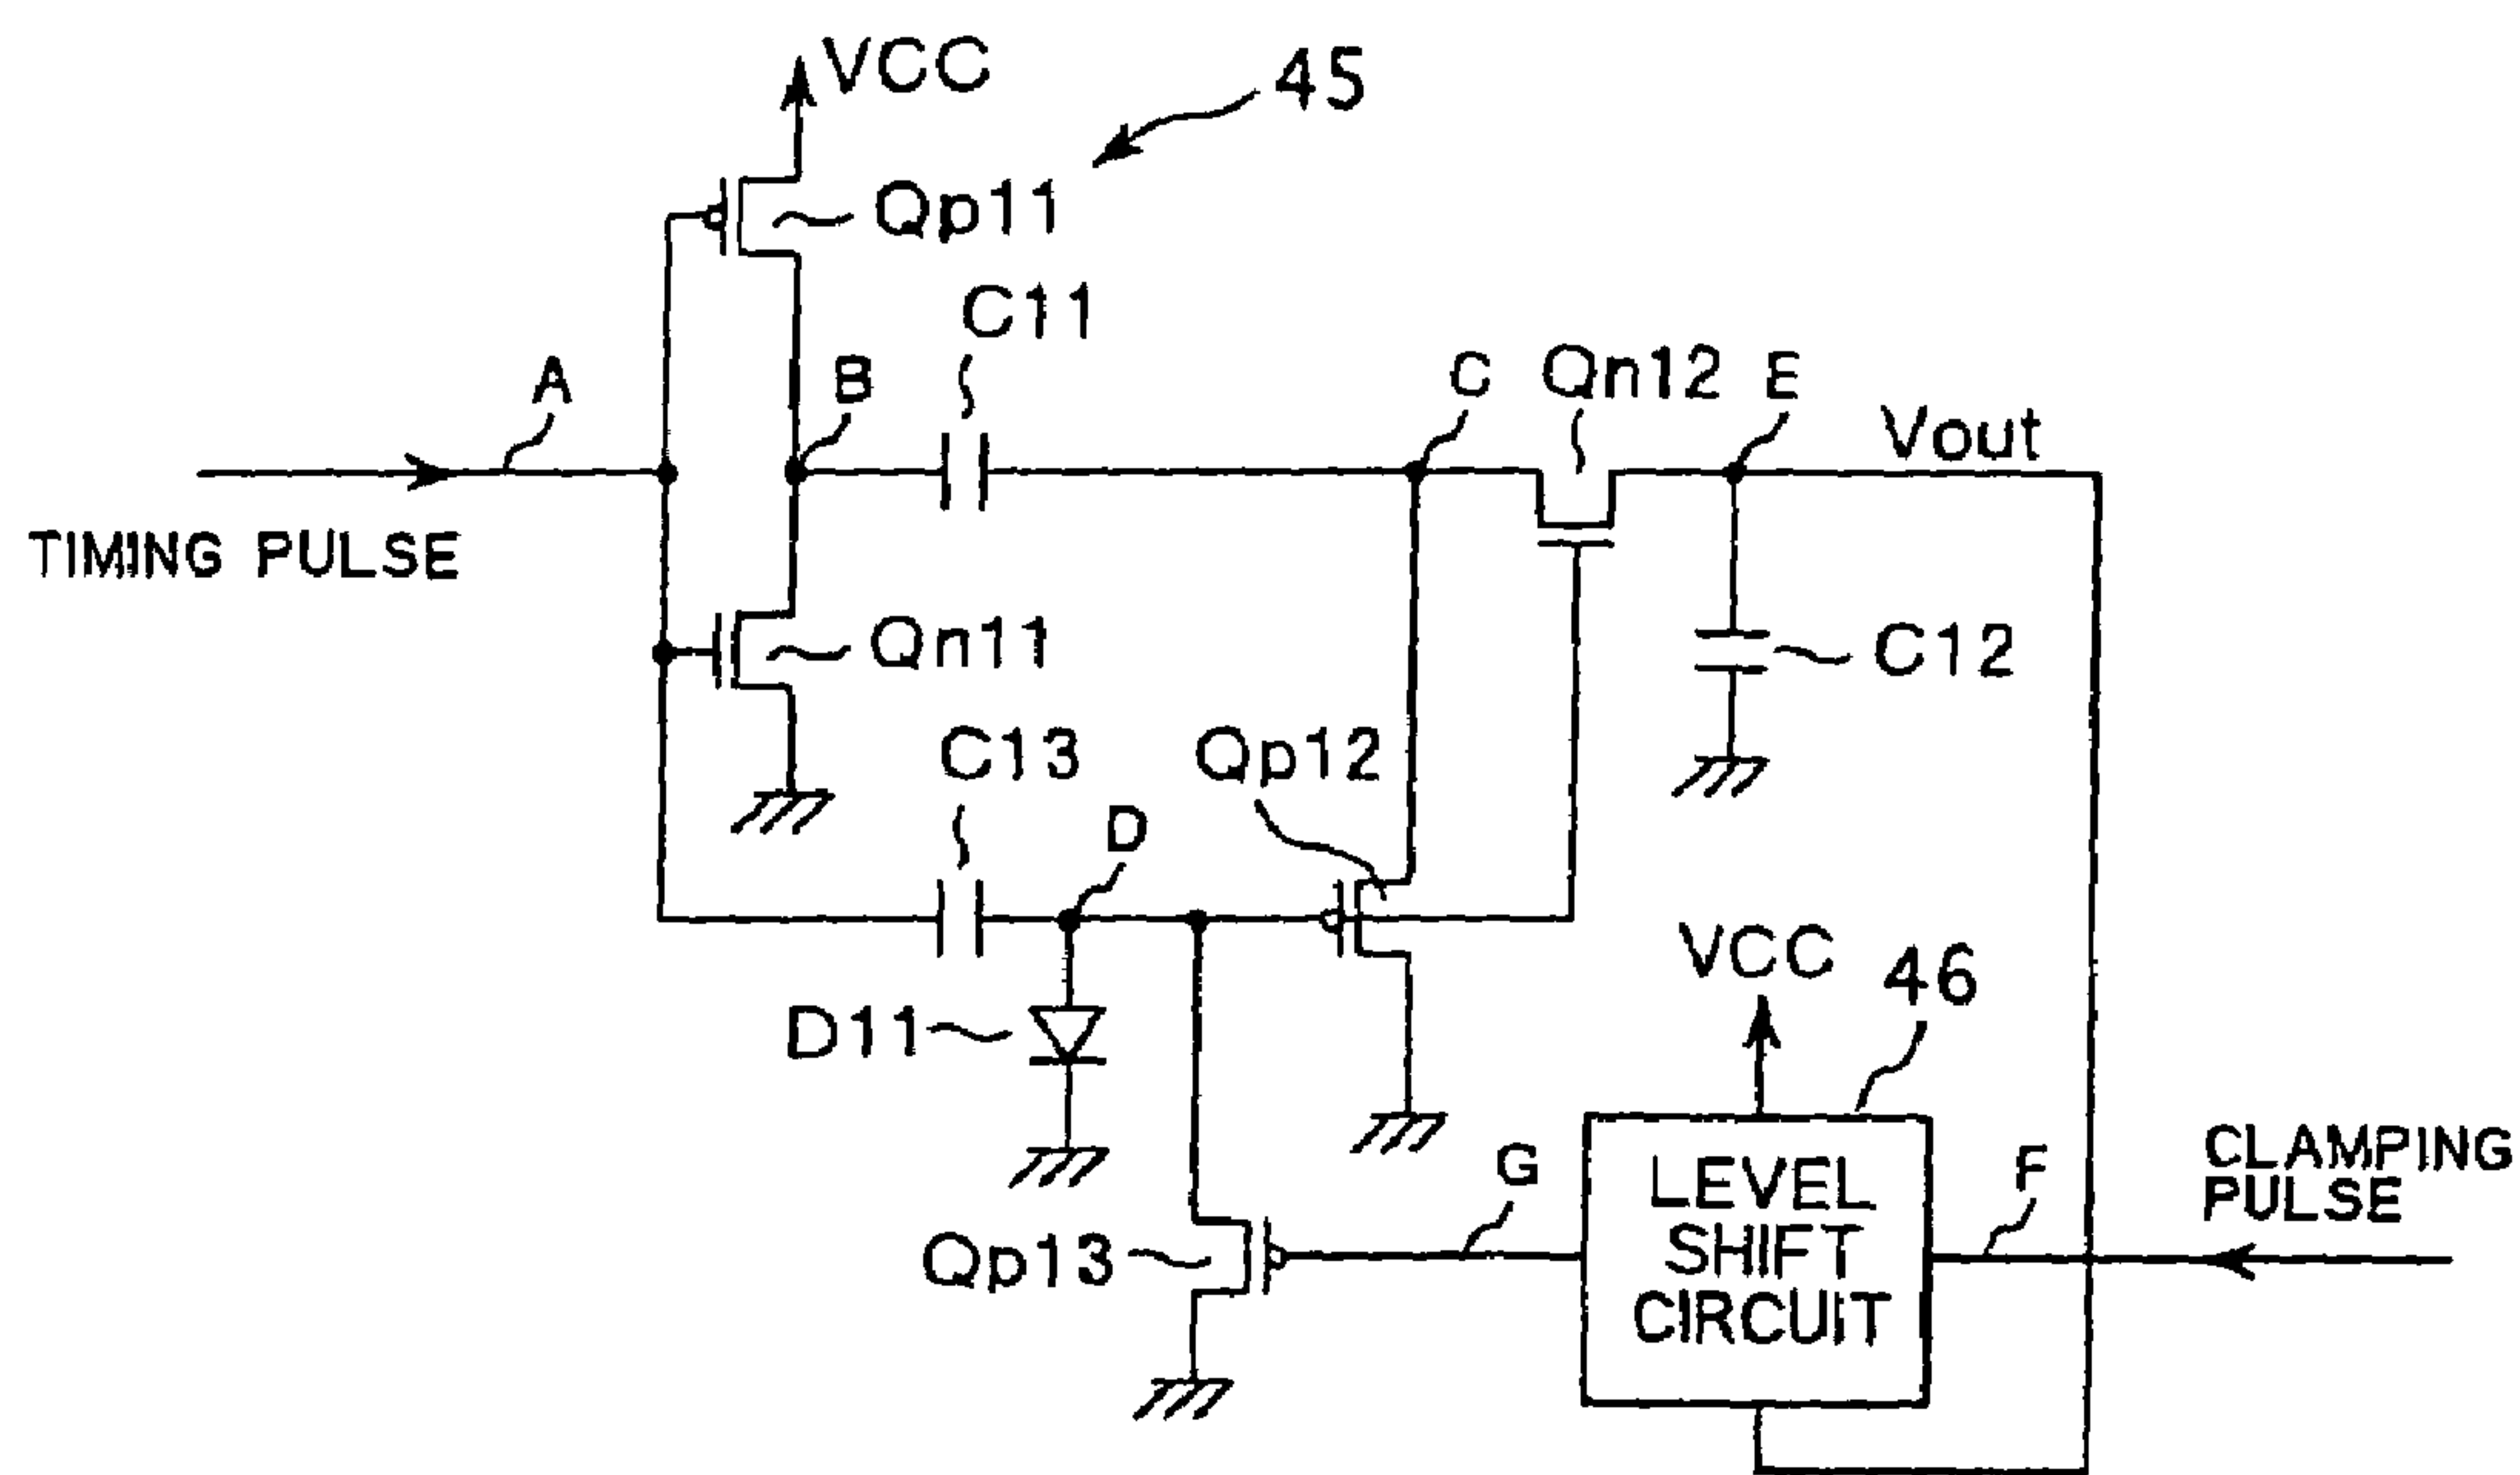 VCC
45
Qp11
C11
A
B
C
Qn12
E
Vout
TIMING PULSE
Qn11
C12
C13
Qp12
D
VCC
46
D11
G
F
CLAMPING
PULSE
LEVEL
SHIFT
CIRCUIT
Qp13